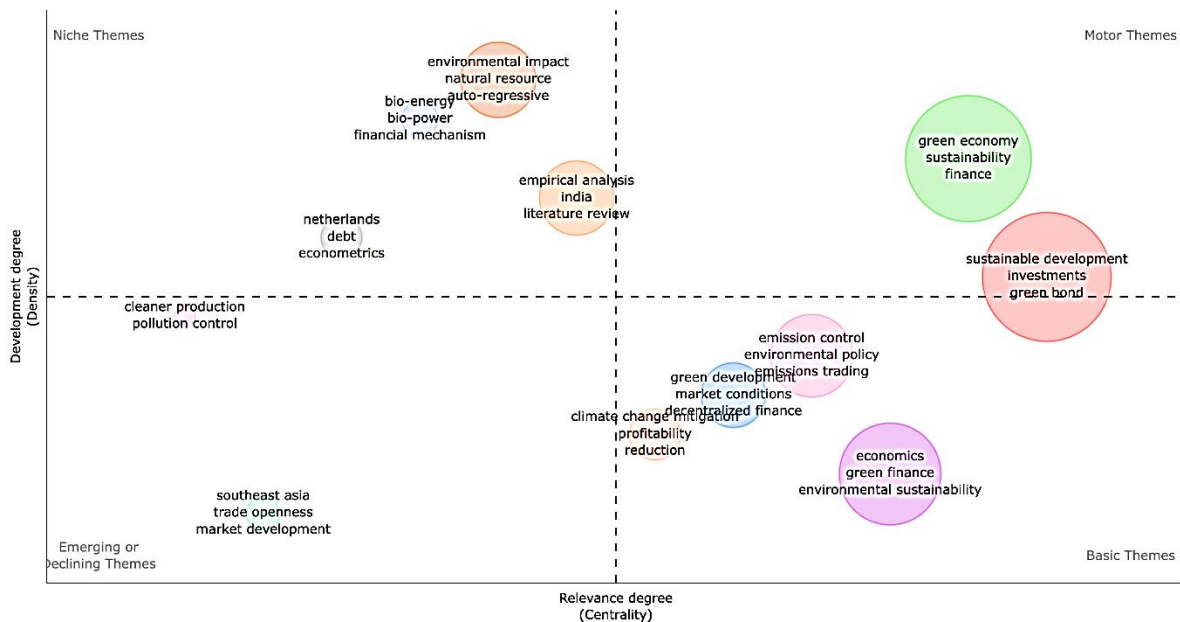 Niche Themes
Motor Themes
environmental impact
natural resource
auto-regressive
bio-energy
bio-power
financial mechanism
green economy
sustainability
finance
empirical analysis
india
literature review
netherlands
debt
econometrics
sustainable development
investments
green bond
cleaner production
pollution control
emission control
environmental policy
emissions trading
green development
market conditions
decentralized finance
climate change mitigation
profitability
reduction
economics
green finance
environmental sustainability
southeast asia
trade openness
market development
Emerging or
Declining Themes
Basic Themes
Development degree
(Density)
Relevance degree
(Centrality)